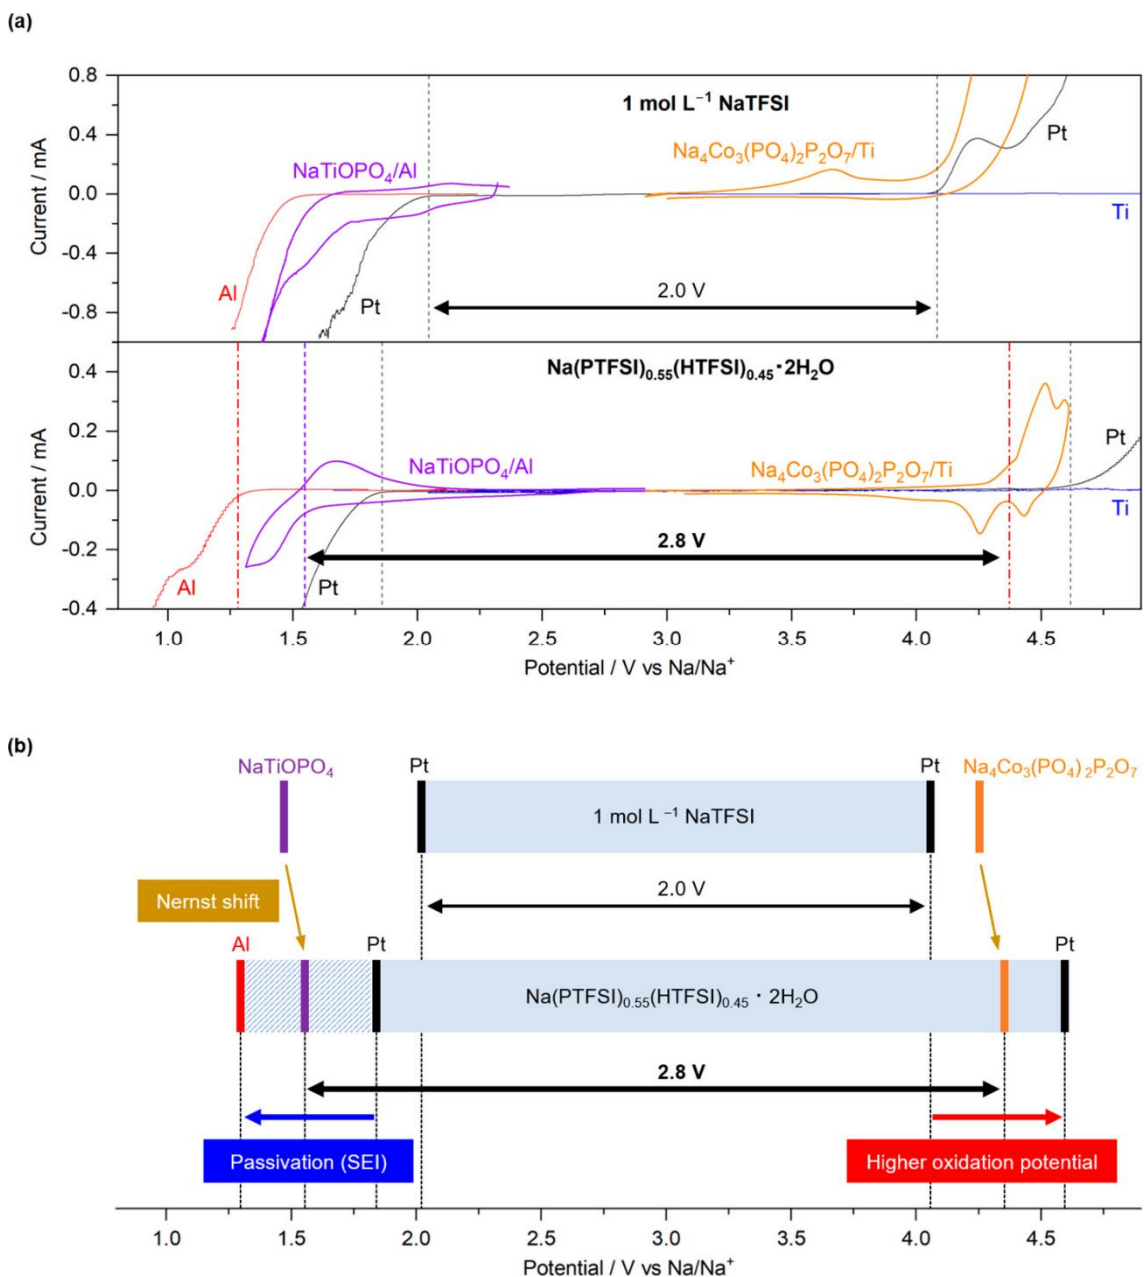 (a)
1 mol L⁻¹ NaTFSI
NaTiOPO₄/Al
Na₄Co₃(PO₄)₂P₂O₇/Ti
Pt
Ti
Al
Pt
2.0 V
Current / mA
0.8
0.4
0.0
-0.4
-0.8
Na(PTFSI)₀.₅₅(HTFSI)₀.₄₅·2H₂O
NaTiOPO₄/Al
Na₄Co₃(PO₄)₂P₂O₇/Ti
Pt
Ti
Al
Pt
2.8 V
Current / mA
0.4
0.2
0.0
-0.2
-0.4
1.0 1.5 2.0 2.5 3.0 3.5 4.0 4.5
Potential / V vs Na/Na⁺
(b)
NaTiOPO₄ Pt Pt Na₄Co₃(PO₄)₂P₂O₇
1 mol L⁻¹ NaTFSI
2.0 V
Nernst shift
Al Pt Pt
Na(PTFSI)₀.₅₅(HTFSI)₀.₄₅ · 2H₂O
2.8 V
Passivation (SEI) Higher oxidation potential
1.0 1.5 2.0 2.5 3.0 3.5 4.0 4.5
Potential / V vs Na/Na⁺